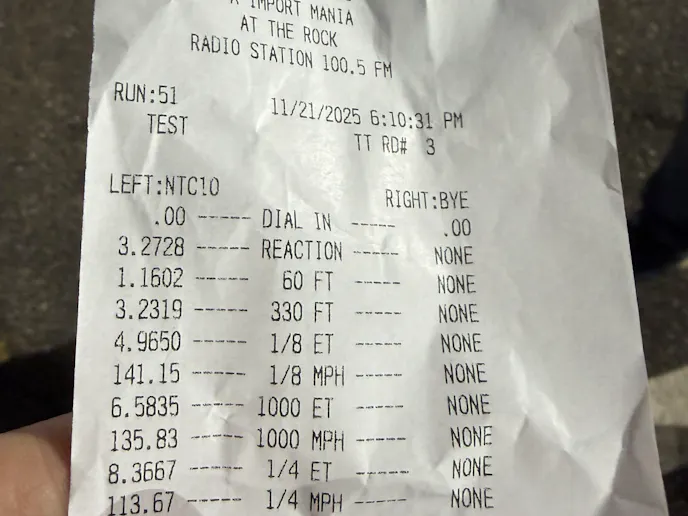 IMPORT MANIA
AT THE ROCK
RADIO STATION 100.5 FM
RUN:51 11/21/2025 6:10:31 PM
TEST TT RD# 3
LEFT:NTC10 RIGHT:BYE
.00 ----- DIAL IN ----- .00
3.2728 ----- REACTION ----- NONE
1.1602 ----- 60 FT ----- NONE
3.2319 ----- 330 FT ----- NONE
4.9650 ----- 1/8 ET ----- NONE
141.15 ----- 1/8 MPH ----- NONE
6.5835 ----- 1000 ET ----- NONE
135.83 ----- 1000 MPH ----- NONE
8.3667 ----- 1/4 ET ----- NONE
113.67 ----- 1/4 MPH ----- NONE